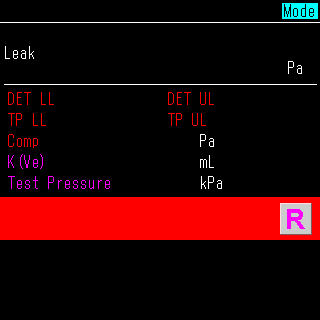 Mode
Leak
Pa
DET LL DET UL
TP LL TP UL
Comp Pa
K(Ve) mL
Test Pressure kPa
R